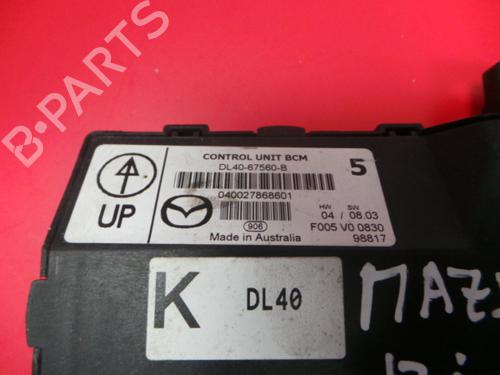 CONTROL UNIT BCM
DL40-67560-B
5
040027868601
HW SW
04 / 08.03
F005 V0 0830
98817
906
Made in Australia
UP
K
DL40
B-PARTS